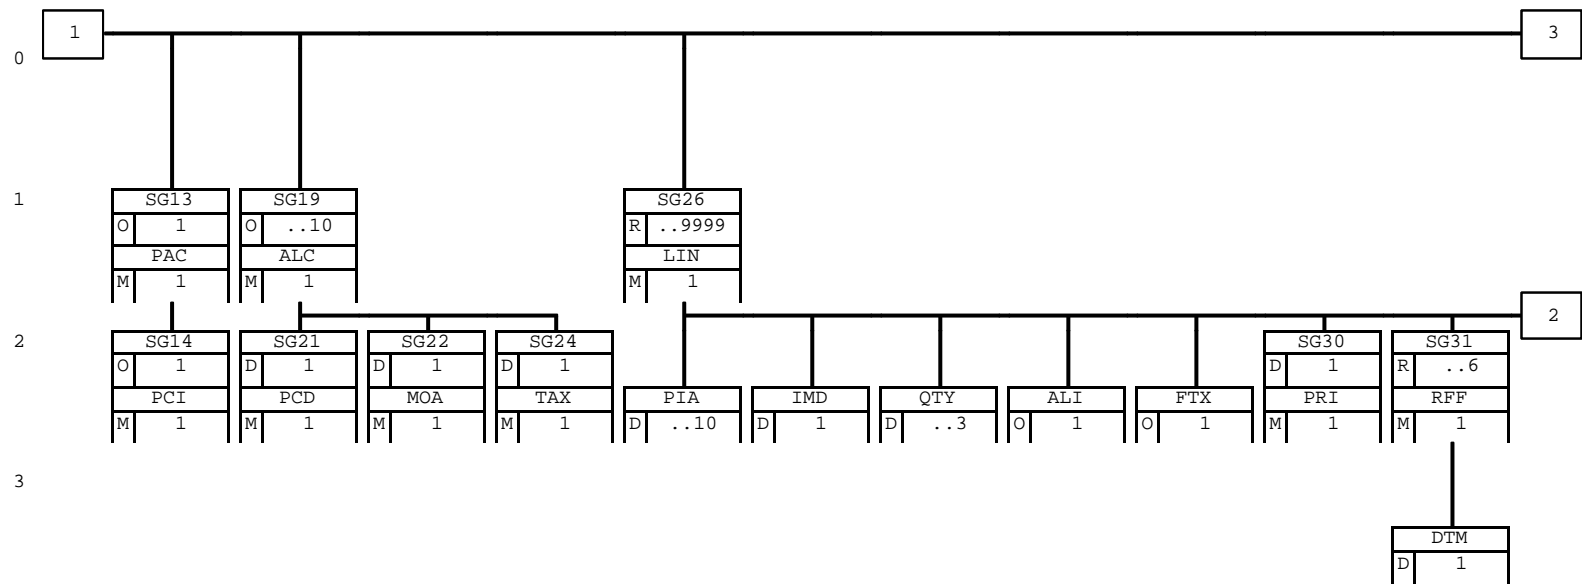 1 3
0
1 SG13 SG19 SG26
O 1 O ..10 R ..9999
PAC ALC LIN
M 1 M 1 M 1
2
2 SG14 SG21 SG22 SG24 SG30 SG31
O 1 D 1 D 1 D 1 D 1 R ..6
PCI PCD MOA TAX PIA IMD QTY ALI FTX PRI RFF
M 1 M 1 M 1 M 1 D ..10 D 1 D ..3 O 1 O 1 M 1 M 1
3
DTM
D 1